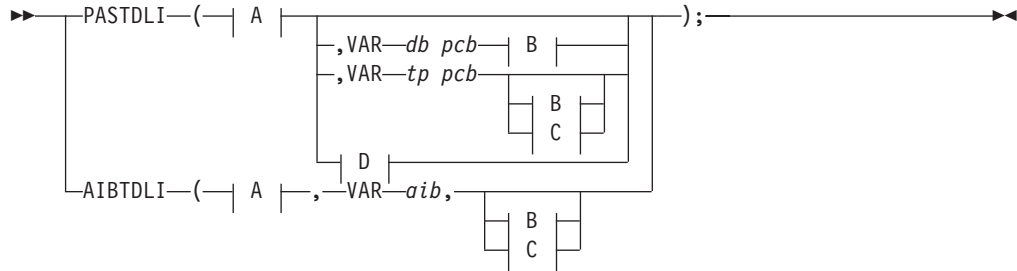 PASTDLI ( A );
,VAR db pcb B
,VAR tp pcb
B
C
D
AIBTDLI ( A , VAR aib,
B
C